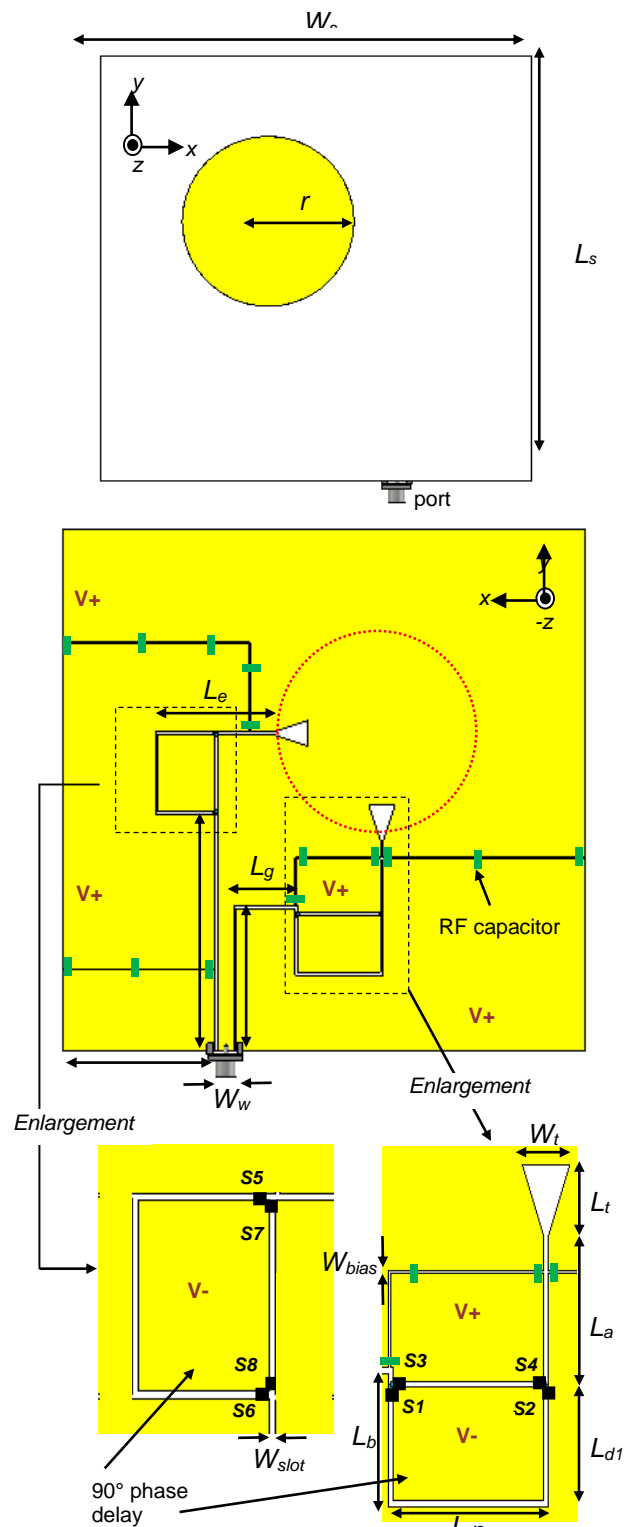 y
x
z
r
Ls
port
V+
y
x
-z
Le
Lg
V+
V+
RF capacitor
V+
Ww
Enlargement
Enlargement
Wt
S5
S7
Lt
Wbias
V-
V+
La
S8
S3
S4
S6
S1
S2
Lb
V-
Ld1
Wslot
90° phase
delay